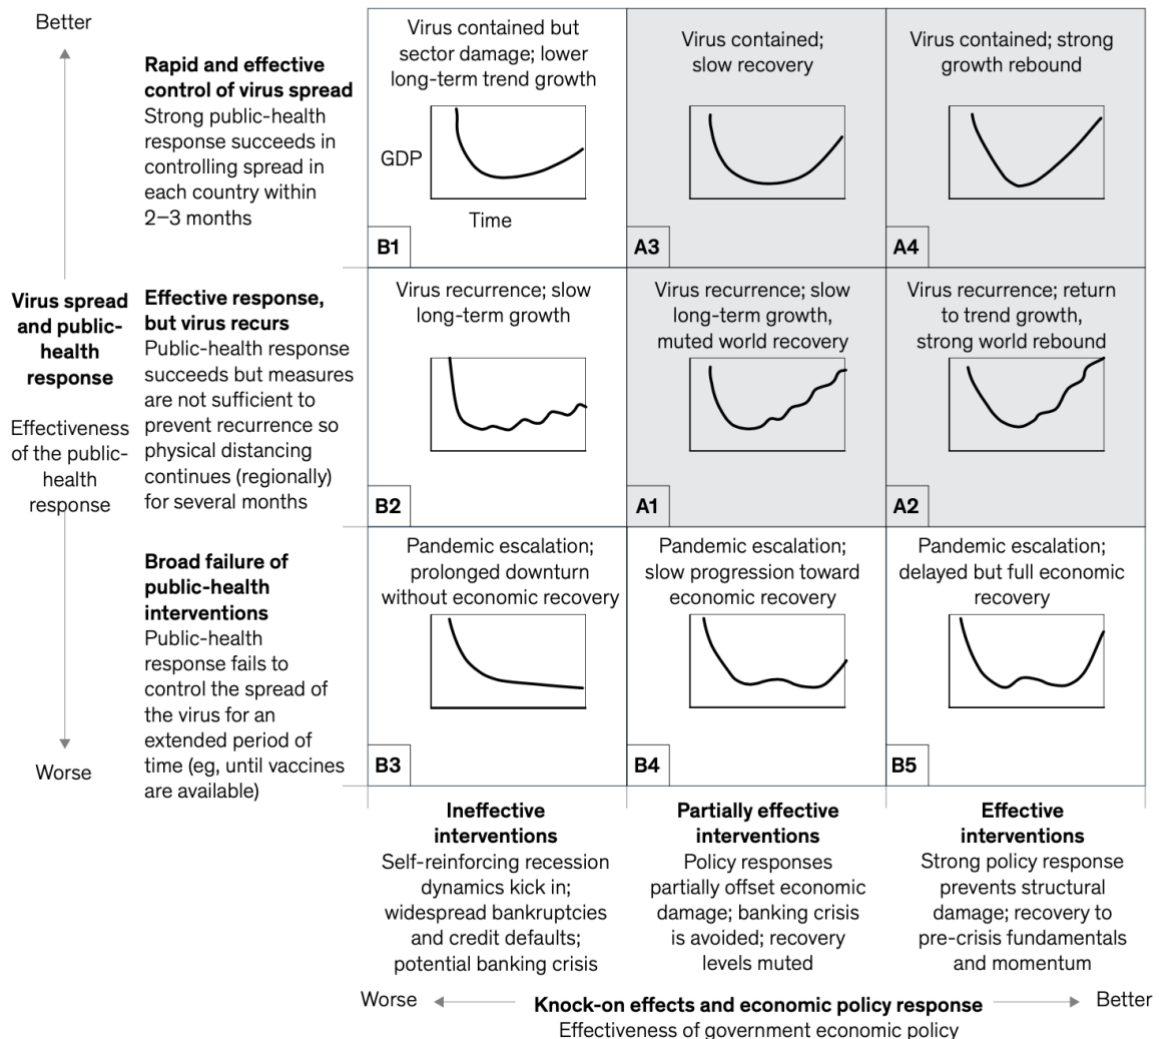 Better
Rapid and effective
control of virus spread
Strong public-health
response succeeds in
controlling spread in
each country within
2–3 months
Virus contained but
sector damage; lower
long-term trend growth
GDP
Time
B1
Virus contained;
slow recovery
A3
Virus contained; strong
growth rebound
A4
Virus spread
and public-
health
response
Effectiveness
of the public-
health
response
Effective response,
but virus recurs
Public-health response
succeeds but measures
are not sufficient to
prevent recurrence so
physical distancing
continues (regionally)
for several months
Virus recurrence; slow
long-term growth
B2
Virus recurrence; slow
long-term growth,
muted world recovery
A1
Virus recurrence; return
to trend growth,
strong world rebound
A2
Broad failure of
public-health
interventions
Public-health
response fails to
control the spread of
the virus for an
extended period of
time (eg, until vaccines
are available)
Worse
Pandemic escalation;
prolonged downturn
without economic recovery
B3
Pandemic escalation;
slow progression toward
economic recovery
B4
Pandemic escalation;
delayed but full economic
recovery
B5
Ineffective
interventions
Self-reinforcing recession
dynamics kick in;
widespread bankruptcies
and credit defaults;
potential banking crisis
Partially effective
interventions
Policy responses
partially offset economic
damage; banking crisis
is avoided; recovery
levels muted
Effective
interventions
Strong policy response
prevents structural
damage; recovery to
pre-crisis fundamentals
and momentum
Worse
Knock-on effects and economic policy response
Better
Effectiveness of government economic policy